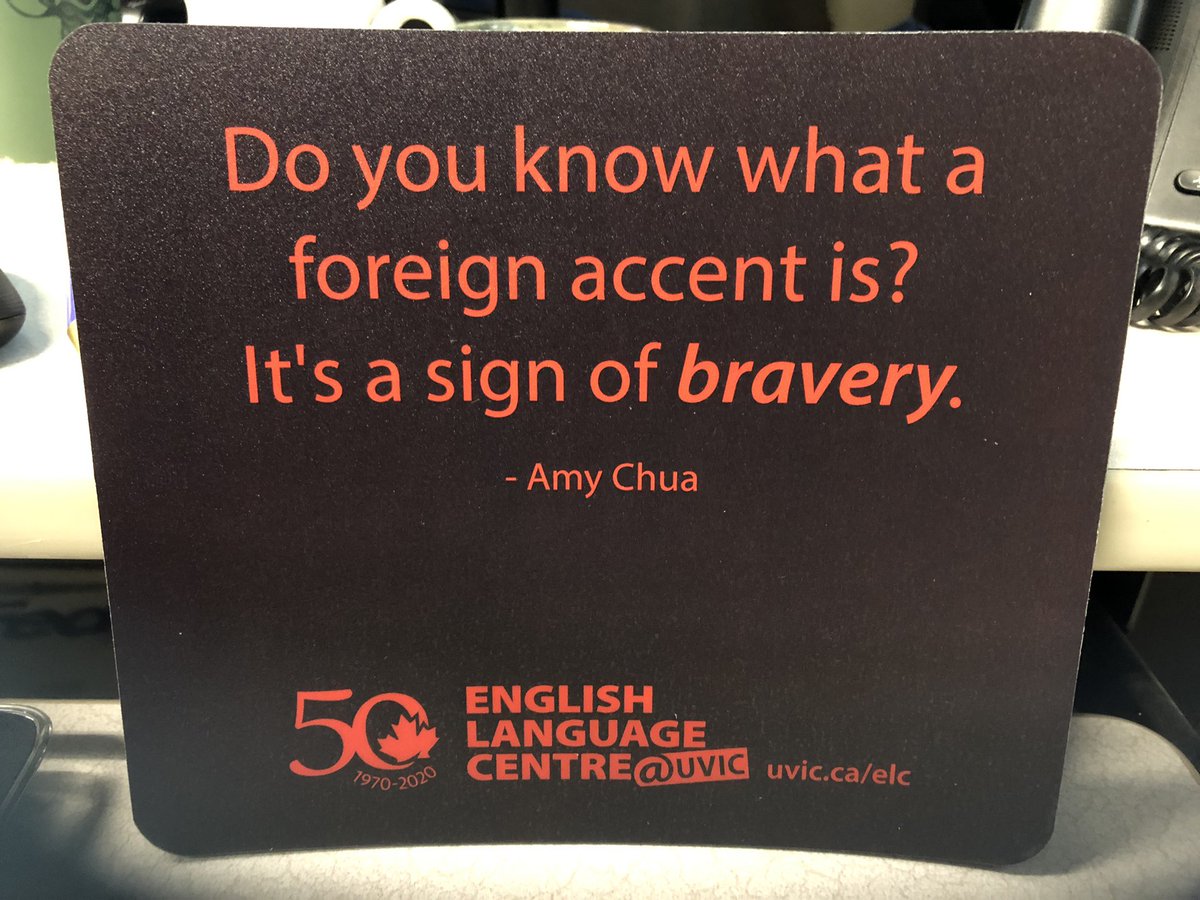 Do you know what a
foreign accent is?
It's a sign of bravery.
- Amy Chua
50
1970-2020
ENGLISH
LANGUAGE
CENTRE@UVIC
uvic.ca/elc